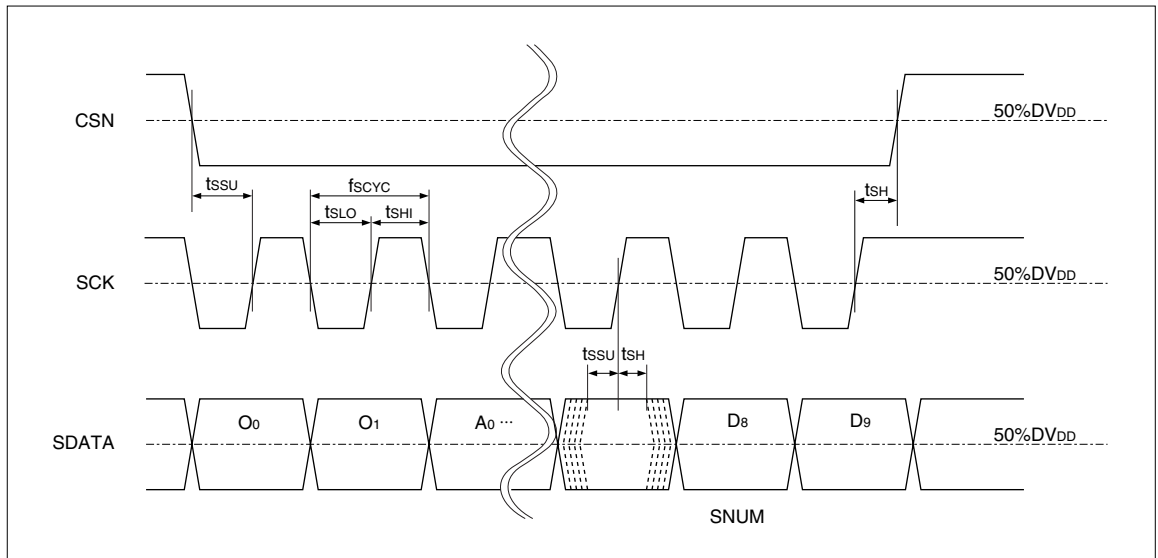 CSN
50%DVDD
tSSU
fSCYC
tSLO
tSHI
tSH
SCK
50%DVDD
tSSU
tSH
SDATA
O0
O1
A0 ···
D8
D9
50%DVDD
SNUM